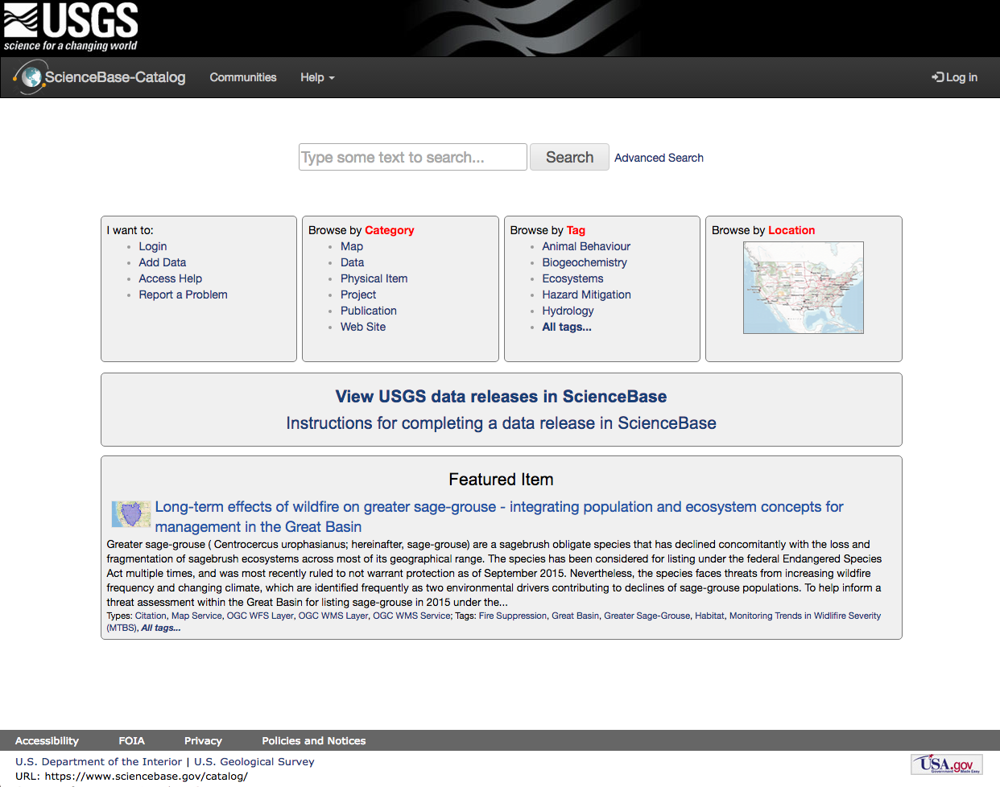 USGS
science for a changing world
ScienceBase-Catalog Communities Help Log in
Type some text to search... Search Advanced Search
I want to:
Login
Add Data
Access Help
Report a Problem
Browse by Category
Map
Data
Physical Item
Project
Publication
Web Site
Browse by Tag
Animal Behaviour
Biogeochemistry
Ecosystems
Hazard Mitigation
Hydrology
All tags...
Browse by Location
View USGS data releases in ScienceBase
Instructions for completing a data release in ScienceBase
Featured Item
Long-term effects of wildfire on greater sage-grouse - integrating population and ecosystem concepts for
management in the Great Basin
Greater sage-grouse ( Centrocercus urophasianus; hereinafter, sage-grouse) are a sagebrush obligate species that has declined concomitantly with the loss and
fragmentation of sagebrush ecosystems across most of its geographical range. The species has been considered for listing under the federal Endangered Species
Act multiple times, and was most recently ruled to not warrant protection as of September 2015. Nevertheless, the species faces threats from increasing wildfire
frequency and changing climate, which are identified frequently as two environmental drivers contributing to declines of sage-grouse populations. To help inform a
threat assessment within the Great Basin for listing sage-grouse in 2015 under the...
Types: Citation, Map Service, OGC WFS Layer, OGC WMS Layer, OGC WMS Service; Tags: Fire Suppression, Great Basin, Greater Sage-Grouse, Habitat, Monitoring Trends in Widlifire Severity
(MTBS), All tags...
Accessibility FOIA Privacy Policies and Notices
U.S. Department of the Interior | U.S. Geological Survey
URL: https://www.sciencebase.gov/catalog/
USA.gov
Government Made Easy